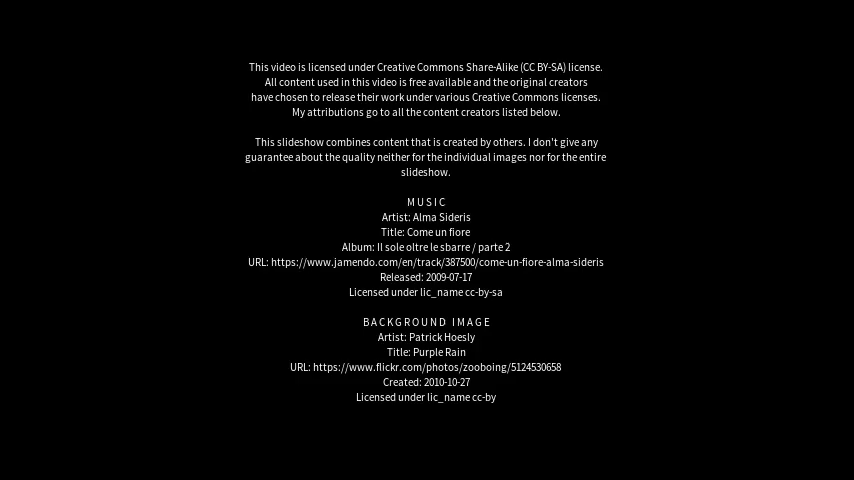 This video is licensed under Creative Commons Share-Alike (CC BY-SA) license.
All content used in this video is free available and the original creators
have chosen to release their work under various Creative Commons licenses.
My attributions go to all the content creators listed below.
This slideshow combines content that is created by others. I don't give any
guarantee about the quality neither for the individual images nor for the entire
slideshow.
MUSIC
Artist: Alma Sideris
Title: Come un fiore
Album: Il sole oltre le sbarre / parte 2
URL: https://www.jamendo.com/en/track/387500/come-un-fiore-alma-sideris
Released: 2009-07-17
Licensed under lic_name cc-by-sa
BACKGROUND IMAGE
Artist: Patrick Hoesly
Title: Purple Rain
URL: https://www.flickr.com/photos/zooboing/5124530658
Created: 2010-10-27
Licensed under lic_name cc-by